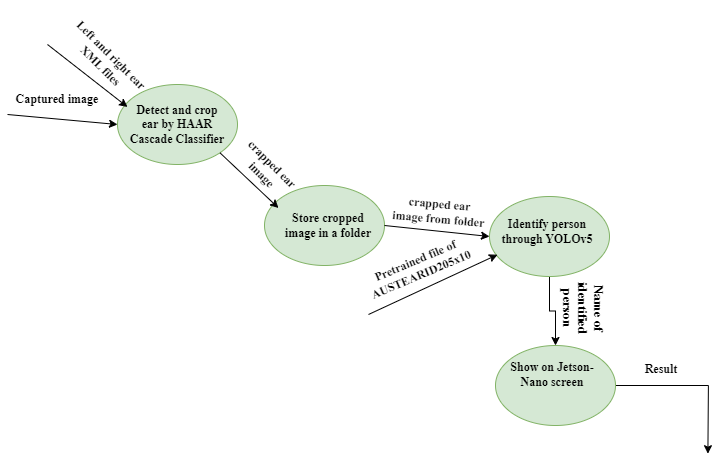 Left and right ear
XML files
Captured image
Detect and crop
ear by HAAR
Cascade Classifier
crapped ear
image
Store cropped
image in a folder
crapped ear
image from folder
Identify person
through YOLOv5
Pretrained file of
AUSTEARID205x10
Name of
identified
person
Show on Jetson-
Nano screen
Result